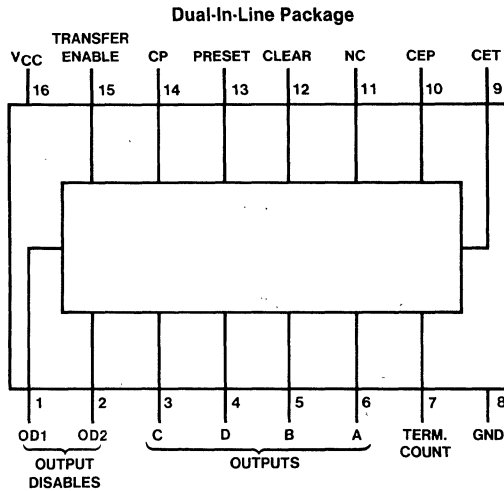 Dual-In-Line Package
TRANSFER
VCC ENABLE CP PRESET CLEAR NC CEP CET
16 15 14 13 12 11 10 9
1 2 3 4 5 6 7 8
OD1 OD2 C D B A TERM. GND
COUNT
OUTPUT OUTPUTS
DISABLES